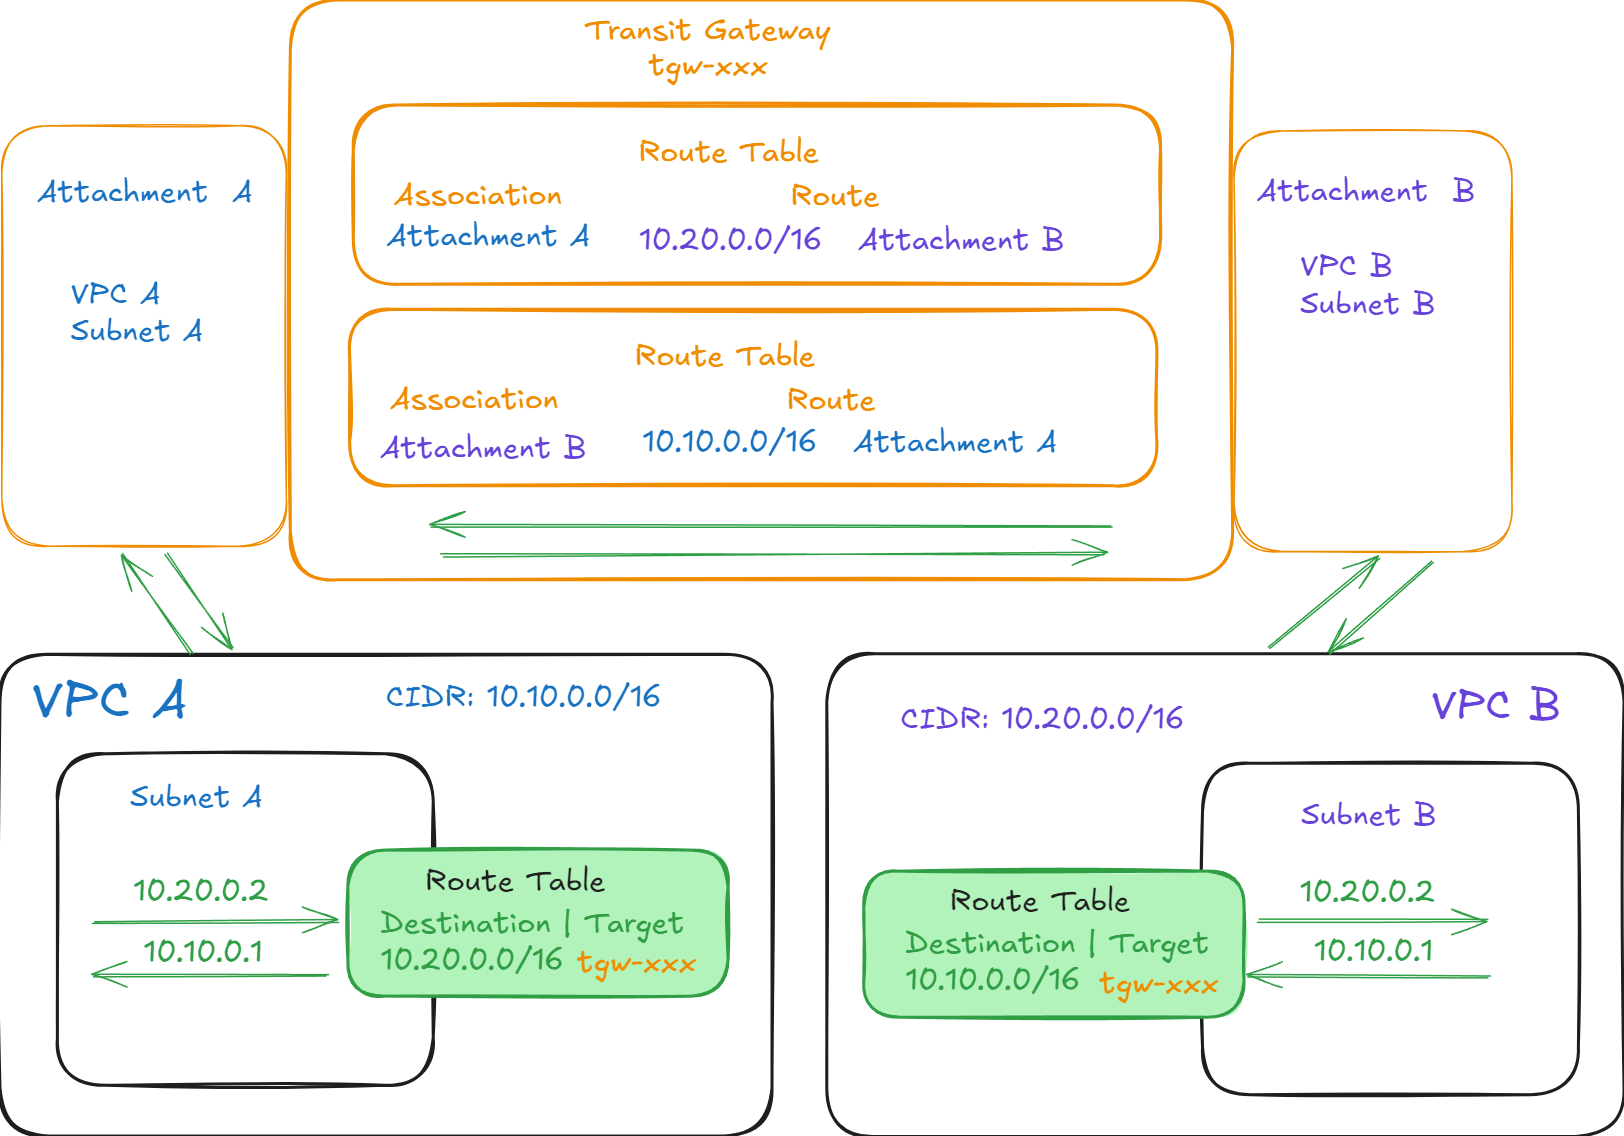 Transit Gateway
tgw-xxx
Attachment A
VPC A
Subnet A
Route Table
Association Route
Attachment A 10.20.0.0/16 Attachment B
Route Table
Association Route
Attachment B 10.10.0.0/16 Attachment A
Attachment B
VPC B
Subnet B
VPC A CIDR: 10.10.0.0/16
Subnet A
10.20.0.2
10.10.0.1
Route Table
Destination | Target
10.20.0.0/16 tgw-xxx
CIDR: 10.20.0.0/16 VPC B
Subnet B
Route Table
Destination | Target
10.10.0.0/16 tgw-xxx
10.20.0.2
10.10.0.1